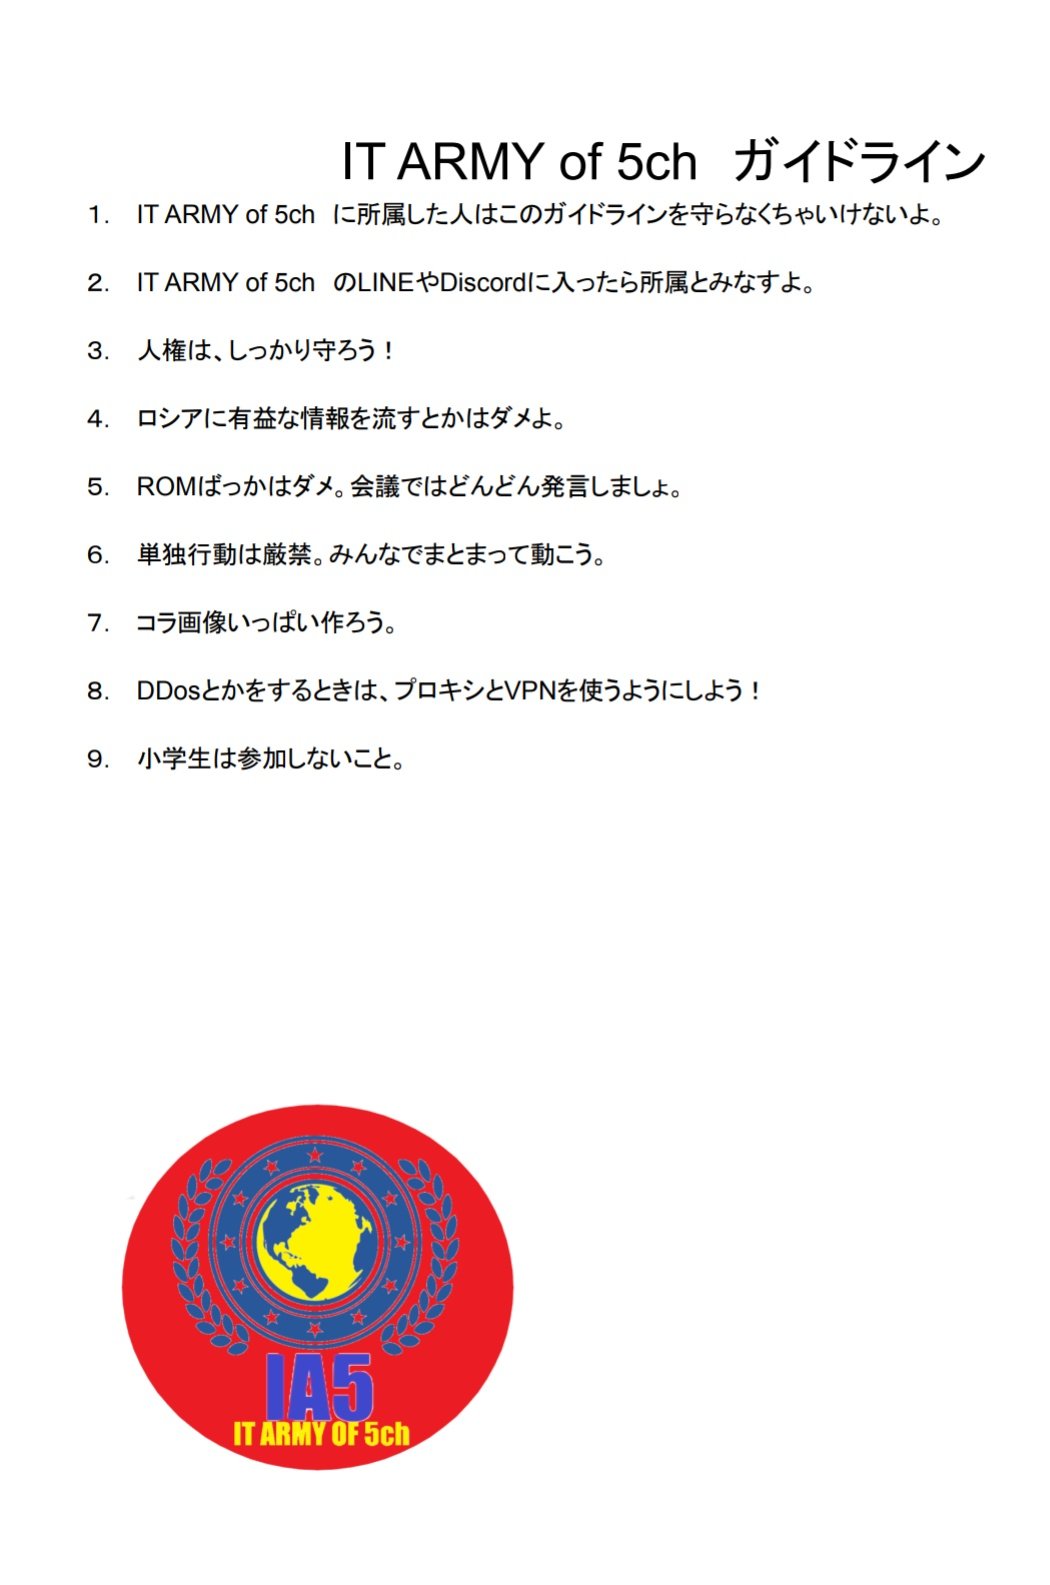 IT ARMY of 5ch　ガイドライン
1.　IT ARMY of 5ch　に所属した人はこのガイドラインを守らなくちゃいけないよ。
2.　IT ARMY of 5ch　のLINEやDiscordに入ったら所属とみなすよ。
3.　人権は、しっかり守ろう！
4.　ロシアに有益な情報を流すとかはダメよ。
5.　ROMばっかはダメ。会議ではどんどん発言しましょ。
6.　単独行動は厳禁。みんなでまとまって動こう。
7.　コラ画像いっぱい作ろう。
8.　DDosとかをするときは、プロキシとVPNを使うようにしよう！
9.　小学生は参加しないこと。
IA5
IT ARMY OF 5ch